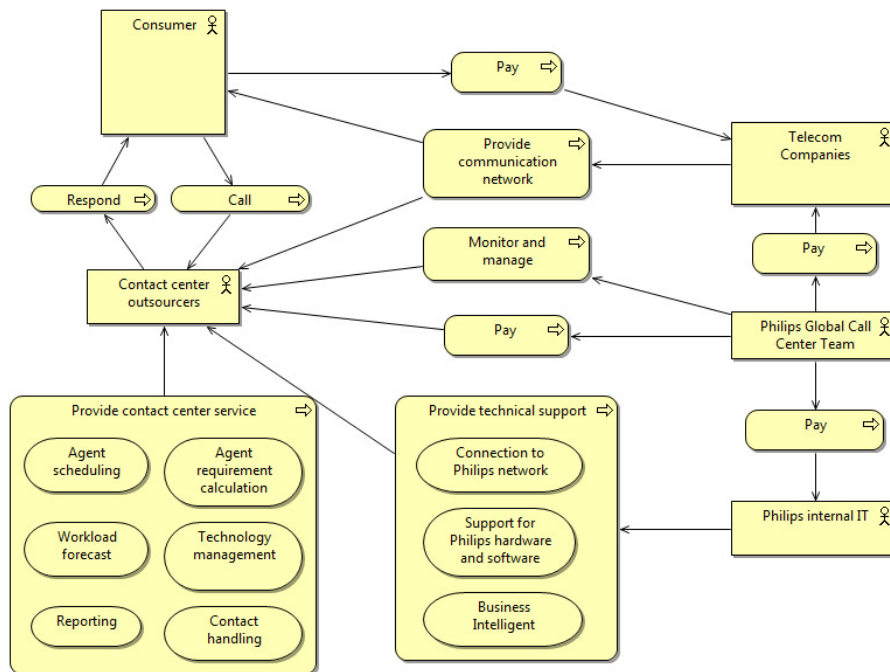 Consumer
Pay
Provide
communication
network
Telecom
Companies
Respond
Call
Monitor and
manage
Pay
Contact center
outsourcers
Pay
Philips Global Call
Center Team
Provide contact center service
Agent
scheduling
Agent
requirement
calculation
Workload
forecast
Technology
management
Reporting
Contact
handling
Provide technical support
Connection to
Philips network
Support for
Philips hardware
and software
Business
Intelligent
Pay
Philips internal IT